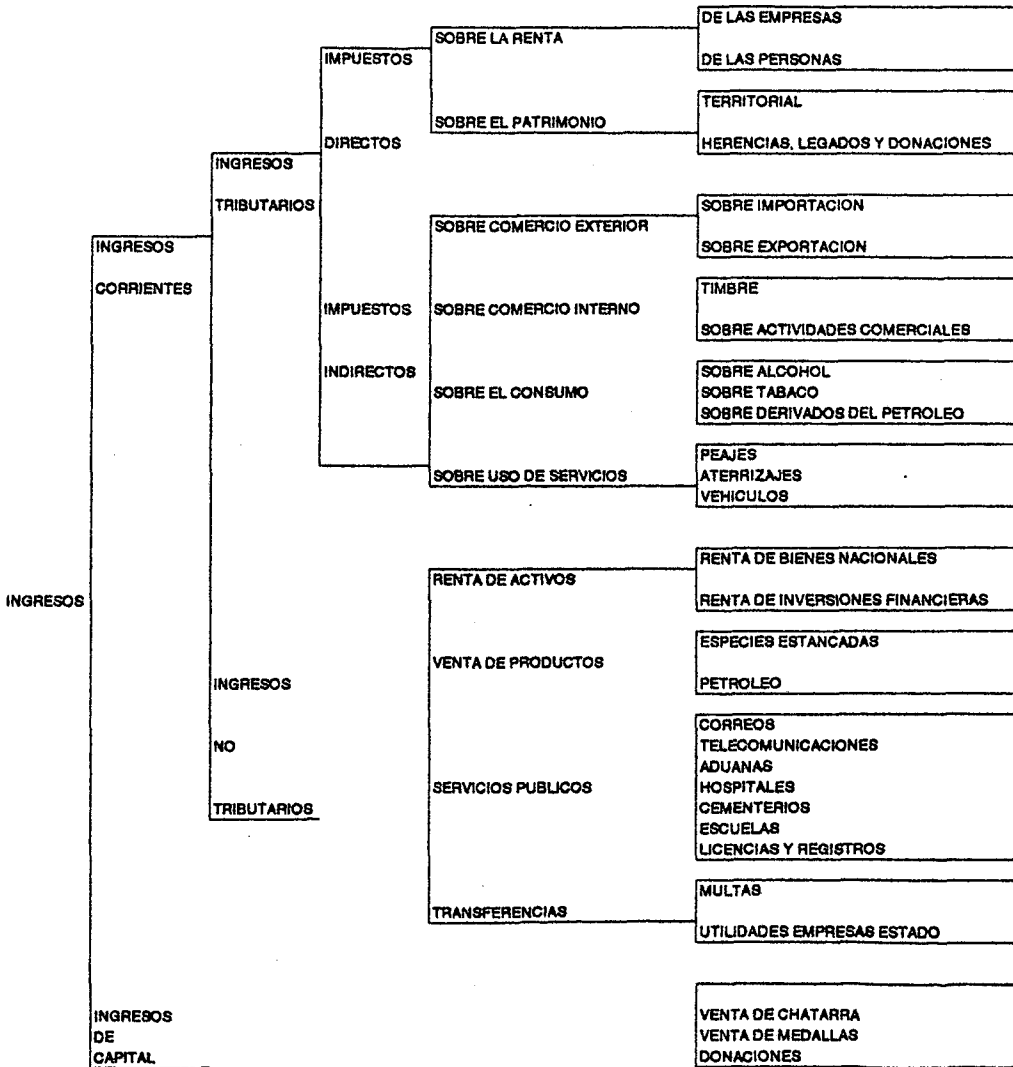 DE LAS EMPRESAS
SOBRE LA RENTA
IMPUESTOS
DE LAS PERSONAS
TERRITORIAL
SOBRE EL PATRIMONIO
DIRECTOS
HERENCIAS, LEGADOS Y DONACIONES
INGRESOS
TRIBUTARIOS
SOBRE IMPORTACION
SOBRE COMERCIO EXTERIOR
SOBRE EXPORTACION
INGRESOS
CORRIENTES
TIMBRE
IMPUESTOS
SOBRE COMERCIO INTERNO
SOBRE ACTIVIDADES COMERCIALES
INDIRECTOS
SOBRE ALCOHOL
SOBRE EL CONSUMO
SOBRE TABACO
SOBRE DERIVADOS DEL PETROLEO
PEAJES
SOBRE USO DE SERVICIOS
ATERRIZAJES
VEHICULOS
RENTA DE BIENES NACIONALES
RENTA DE ACTIVOS
INGRESOS
RENTA DE INVERSIONES FINANCIERAS
ESPECIES ESTANCADAS
VENTA DE PRODUCTOS
INGRESOS
PETROLEO
CORREOS
NO
TELECOMUNICACIONES
ADUANAS
SERVICIOS PUBLICOS
HOSPITALES
TRIBUTARIOS
CEMENTERIOS
ESCUELAS
LICENCIAS Y REGISTROS
MULTAS
TRANSFERENCIAS
UTILIDADES EMPRESAS ESTADO
INGRESOS
DE
CAPITAL
VENTA DE CHATARRA
VENTA DE MEDALLAS
DONACIONES